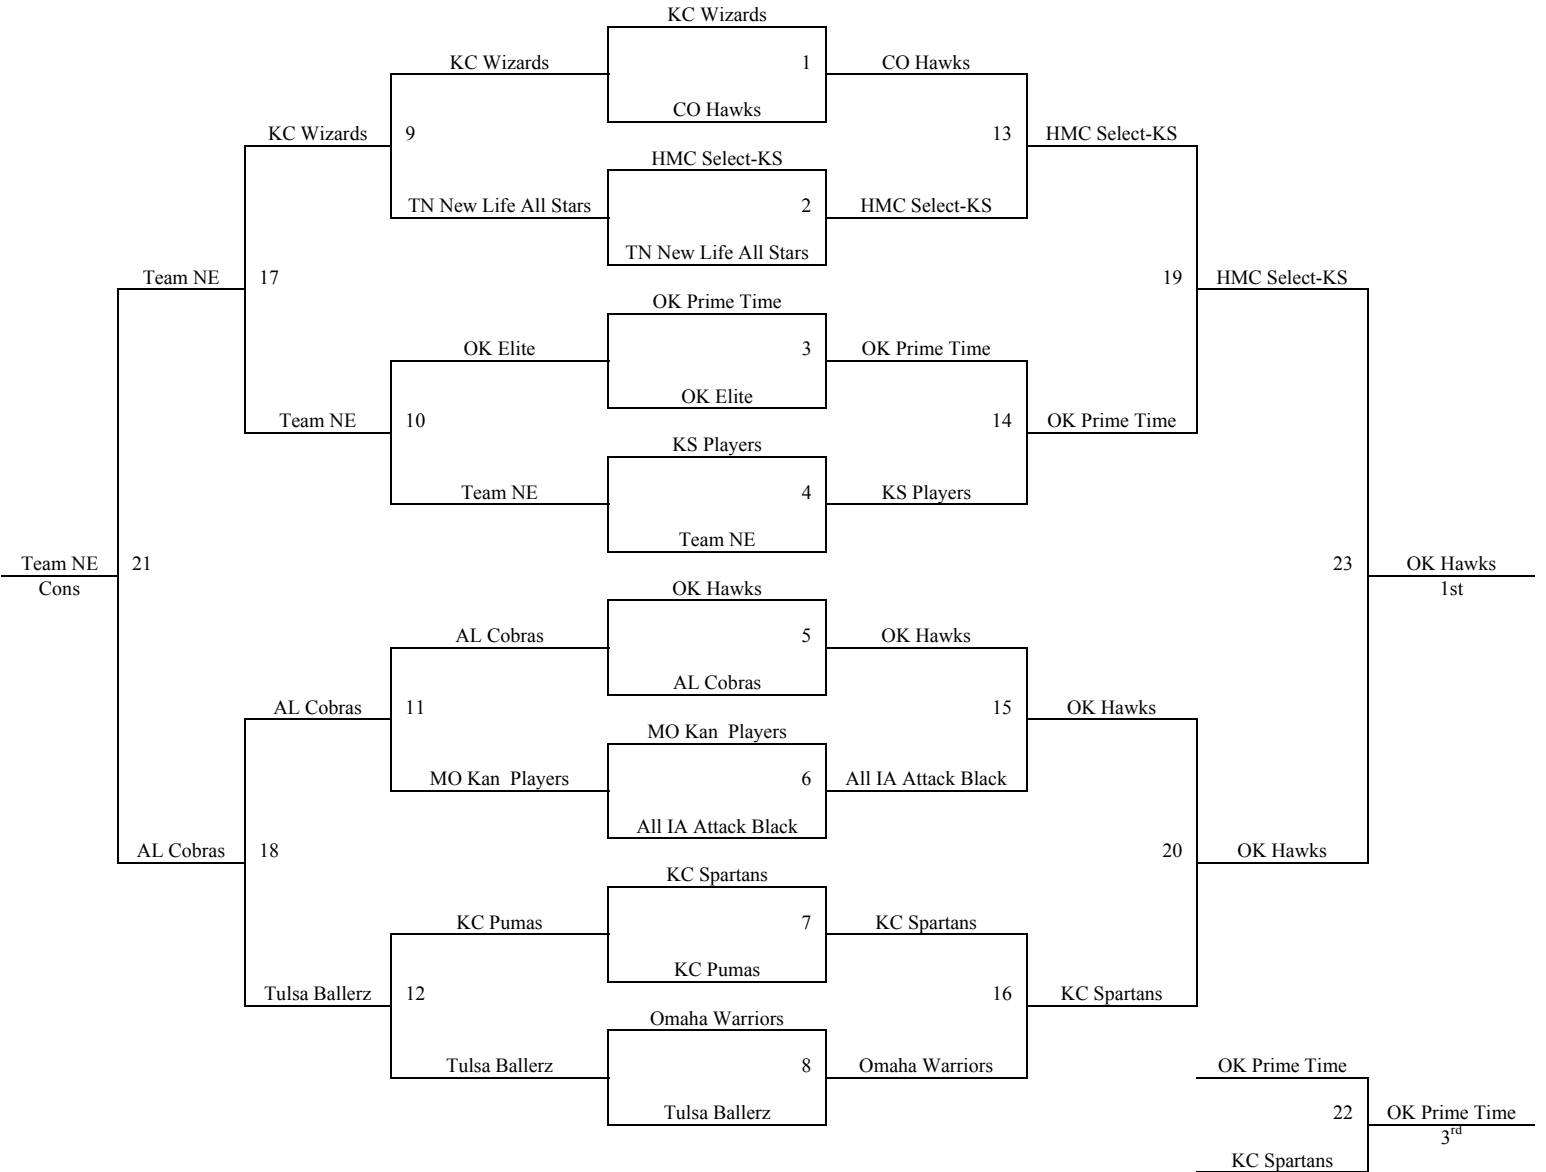 KC Wizards
KC Wizards 1 CO Hawks
CO Hawks
KC Wizards 9 13 HMC Select-KS
HMC Select-KS
TN New Life All Stars 2 HMC Select-KS
TN New Life All Stars
Team NE 17 19 HMC Select-KS
OK Prime Time
OK Elite 3 OK Prime Time
OK Elite
Team NE 10 14 OK Prime Time
KS Players
Team NE 4 KS Players
Team NE
Team NE 21 23 OK Hawks
Cons 1st
OK Hawks
AL Cobras 5 OK Hawks
AL Cobras
AL Cobras 11 15 OK Hawks
MO Kan  Players
MO Kan  Players 6 All IA Attack Black
All IA Attack Black
AL Cobras 18 20 OK Hawks
KC Spartans
KC Pumas 7 KC Spartans
KC Pumas
Tulsa Ballerz 12 16 KC Spartans
Omaha Warriors
Tulsa Ballerz 8 Omaha Warriors OK Prime Time
Tulsa Ballerz 22 OK Prime Time
3rd
KC Spartans